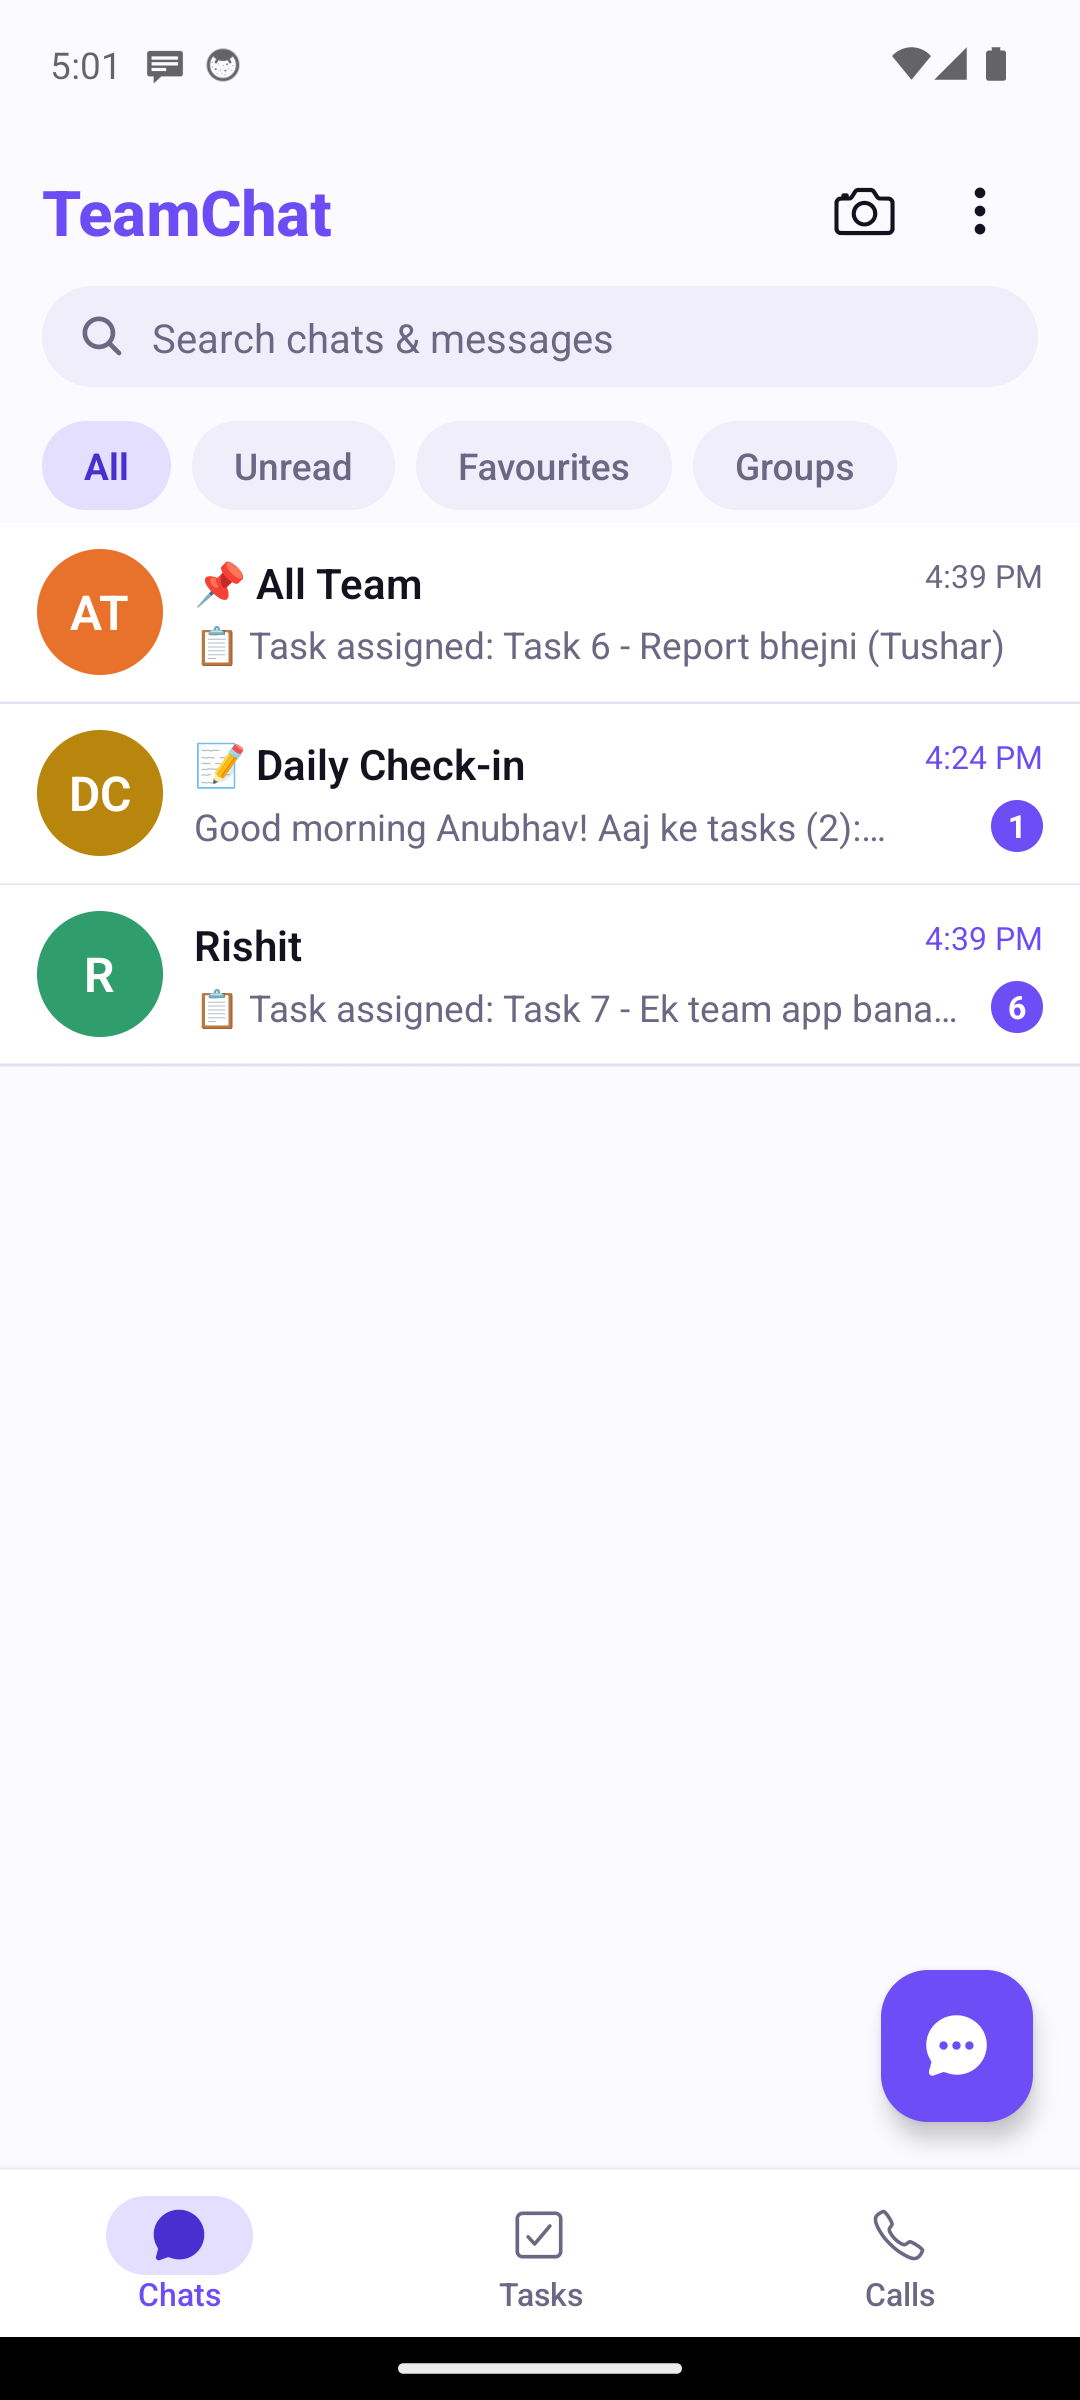 5:01
TeamChat
Search chats & messages
All
Unread
Favourites
Groups
AT
📌 All Team
4:39 PM
📋 Task assigned: Task 6 - Report bhejni (Tushar)
DC
📝 Daily Check-in
4:24 PM
Good morning Anubhav! Aaj ke tasks (2):...
1
R
Rishit
4:39 PM
📋 Task assigned: Task 7 - Ek team app bana...
6
Chats
Tasks
Calls